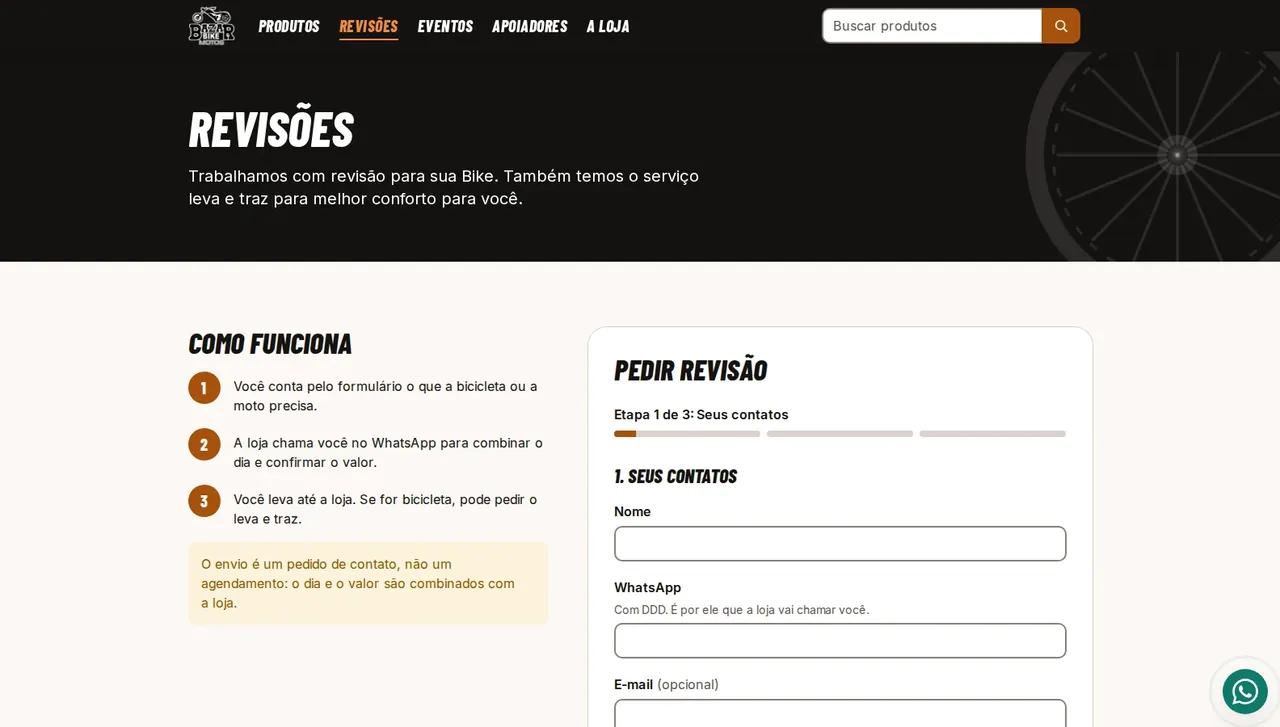 BAZAR
BIKE
MOTOS
PRODUTOS
REVISÕES
EVENTOS
APOIADORES
A LOJA
Buscar produtos
REVISÕES
Trabalhamos com revisão para sua Bike. Também temos o serviço
leva e traz para melhor conforto para você.
COMO FUNCIONA
1
Você conta pelo formulário o que a bicicleta ou a
moto precisa.
2
A loja chama você no WhatsApp para combinar o
dia e confirmar o valor.
3
Você leva até a loja. Se for bicicleta, pode pedir o
leva e traz.
O envio é um pedido de contato, não um
agendamento: o dia e o valor são combinados com
a loja.
PEDIR REVISÃO
Etapa 1 de 3: Seus contatos
1. SEUS CONTATOS
Nome
WhatsApp
Com DDD. É por ele que a loja vai chamar você.
E-mail (opcional)